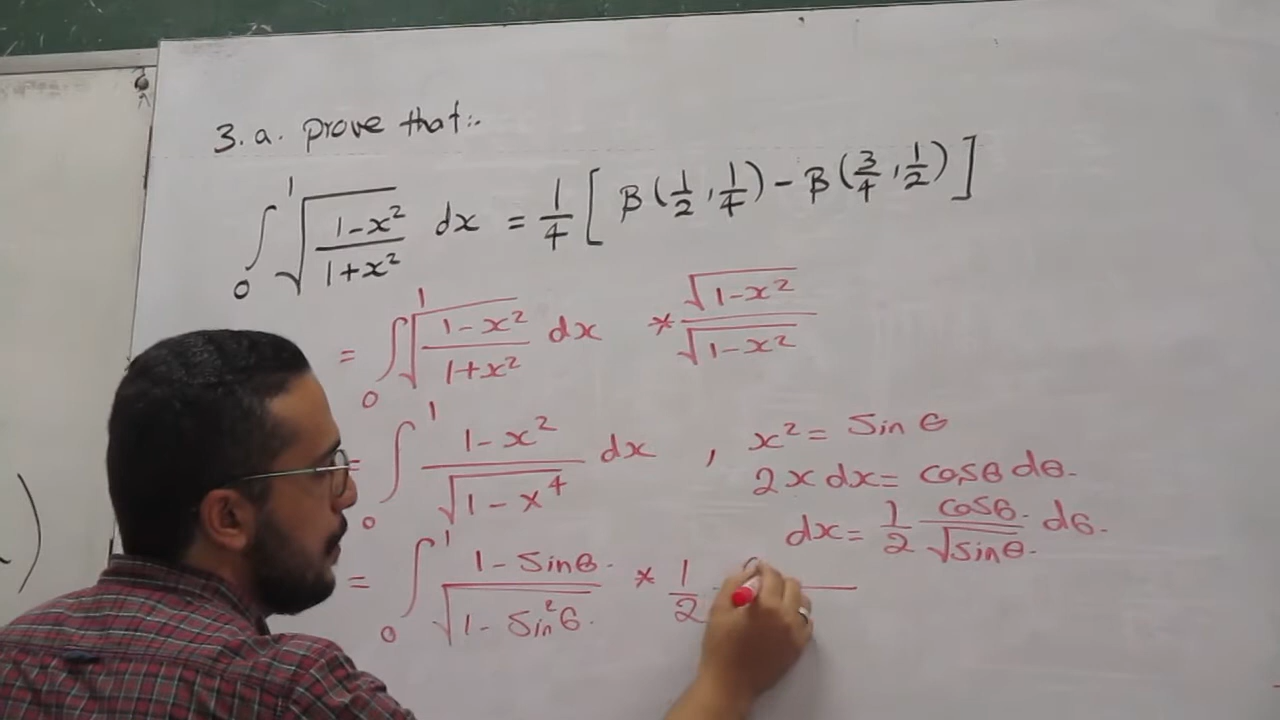 3.a. prove that:.
∫₀¹ √((1-x²)/(1+x²)) dx = 1/4 [ β(1/2, 1/4) - β(3/4, 1/2) ]
= ∫₀¹ √((1-x²)/(1+x²)) dx * √(1-x²)/√(1-x²)
= ∫₀¹ (1-x²)/√(1-x⁴) dx , x² = Sin θ
2x dx = cosθ dθ.
dx = 1/2 cosθ./√sinθ. dθ.
= ∫₀¹ (1-Sinθ.)/√(1-Sin²θ.) * 1/2
)